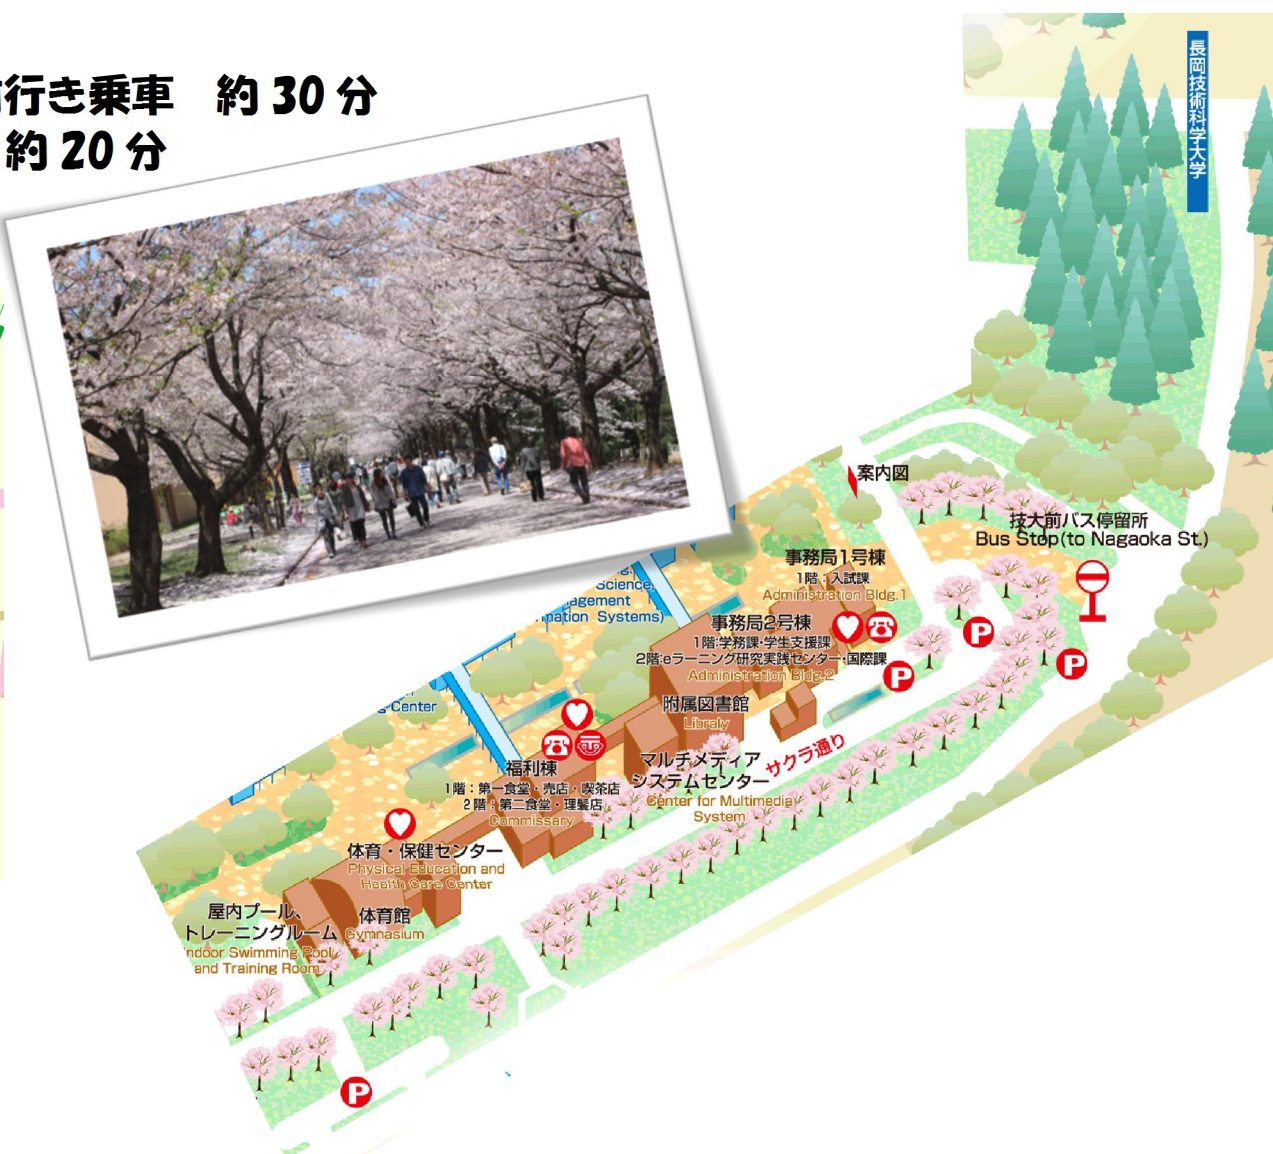 行き乗車 約30分
約20分
長岡技術科学大学
案内図
技大前バス停留所
Bus Stop(to Nagaoka St.)
事務局1号棟
1階：入試課
Administration Bldg.1
Science,
agement
mation Systems)
事務局2号棟
1階:学務課・学生支援課
2階:eラーニング研究実践センター・国際課
Administration Bldg.2
P
P
P
附属図書館
Libraly
Center
マルチメディア
システムセンター
Center for Multimedia
System
サクラ通り
福利棟
1階：第一食堂・売店・喫茶店
2階：第二食堂・理髪店
Commissary
体育・保健センター
Physical Education and
Health Care Center
屋内プール、
トレーニングルーム
Indoor Swimming Pool
and Training Room
体育館
Gymnasium
P